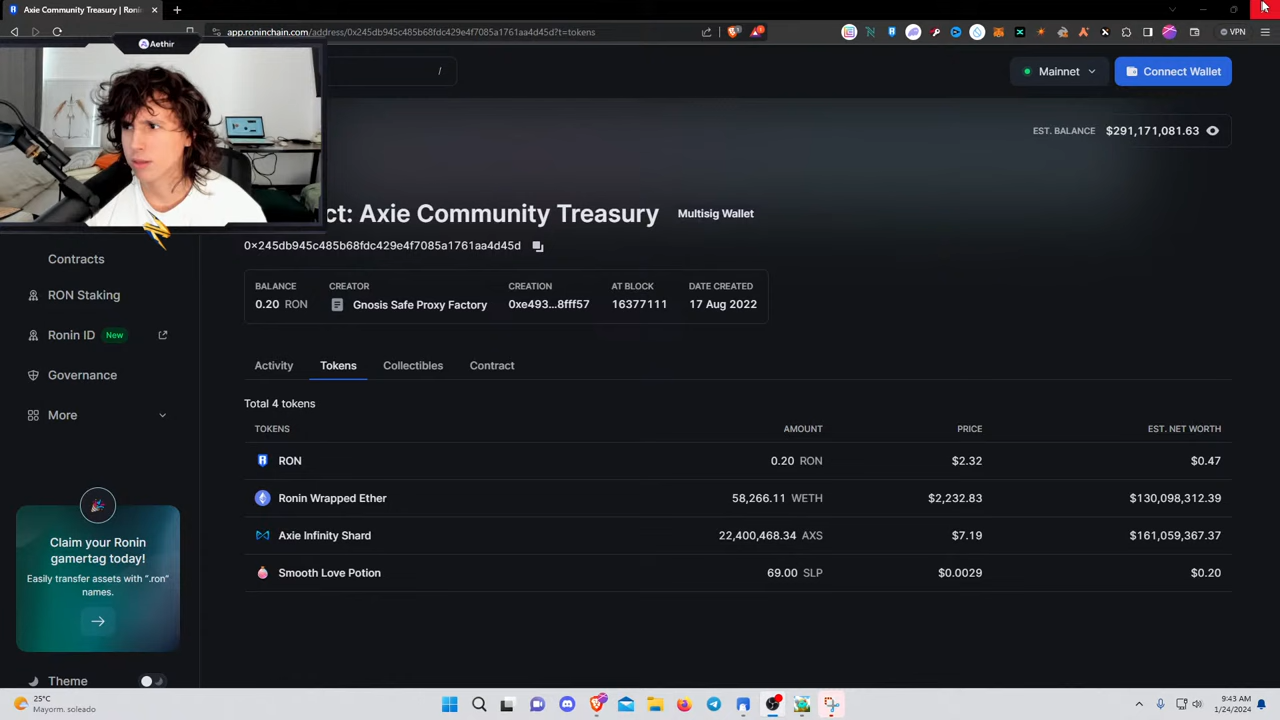 Axie Community Treasury | Roni
app.roninchain.com/address/0x245db945c485b68fdc429e4f7085a1761aa4d45d?t=tokens
VPN
Aethir
/
Mainnet
Connect Wallet
EST. BALANCE $291,171,081.63
ct: Axie Community Treasury
Multisig Wallet
0x245db945c485b68fdc429e4f7085a1761aa4d45d
Contracts
RON Staking
Ronin ID New
Governance
More
BALANCE CREATOR CREATION AT BLOCK DATE CREATED
0.20 RON Gnosis Safe Proxy Factory 0xe493...8fff57 16377111 17 Aug 2022
Activity Tokens Collectibles Contract
Total 4 tokens
TOKENS AMOUNT PRICE EST. NET WORTH
RON 0.20 RON $2.32 $0.47
Ronin Wrapped Ether 58,266.11 WETH $2,232.83 $130,098,312.39
Axie Infinity Shard 22,400,468.34 AXS $7.19 $161,059,367.37
Smooth Love Potion 69.00 SLP $0.0029 $0.20
Claim your Ronin
gamertag today!
Easily transfer assets with “.ron”
names.
Theme
25°C
Mayorm. soleado
9:43 AM
1/24/2024